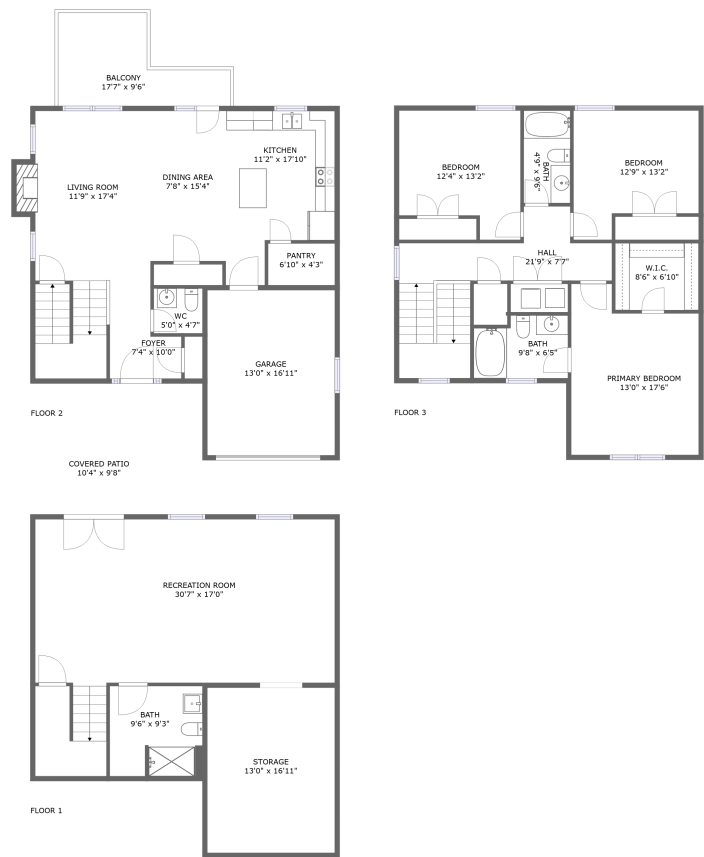 BALCONY
17'7" x 9'6"
KITCHEN
11'2" x 17'10"
DINING AREA
7'8" x 15'4"
LIVING ROOM
11'9" x 17'4"
PANTRY
6'10" x 4'3"
WC
5'0" x 4'7"
FOYER
7'4" x 10'0"
GARAGE
13'0" x 16'11"
FLOOR 2
BEDROOM
12'4" x 13'2"
BATH
4'9" x 9'6"
BEDROOM
12'9" x 13'2"
HALL
21'9" x 7'7"
W.I.C.
8'6" x 6'10"
BATH
9'8" x 6'5"
PRIMARY BEDROOM
13'0" x 17'6"
FLOOR 3
COVERED PATIO
10'4" x 9'8"
RECREATION ROOM
30'7" x 17'0"
BATH
9'6" x 9'3"
STORAGE
13'0" x 16'11"
FLOOR 1